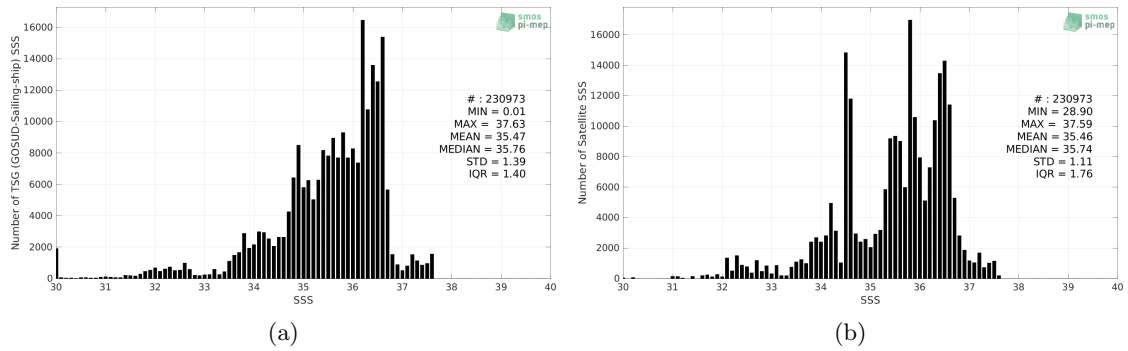 Number of TSG (GOSUD-Sailing-ship) SSS
16000
14000
12000
10000
8000
6000
4000
2000
0
30 31 32 33 34 35 36 37 38 39 40
SSS
smos
pi-mep
# : 230973
MIN = 0.01
MAX = 37.63
MEAN = 35.47
MEDIAN = 35.76
STD = 1.39
IQR = 1.40
(a)
Number of Satellite SSS
16000
14000
12000
10000
8000
6000
4000
2000
0
30 31 32 33 34 35 36 37 38 39 40
SSS
smos
pi-mep
# : 230973
MIN = 28.90
MAX = 37.59
MEAN = 35.46
MEDIAN = 35.74
STD = 1.11
IQR = 1.76
(b)